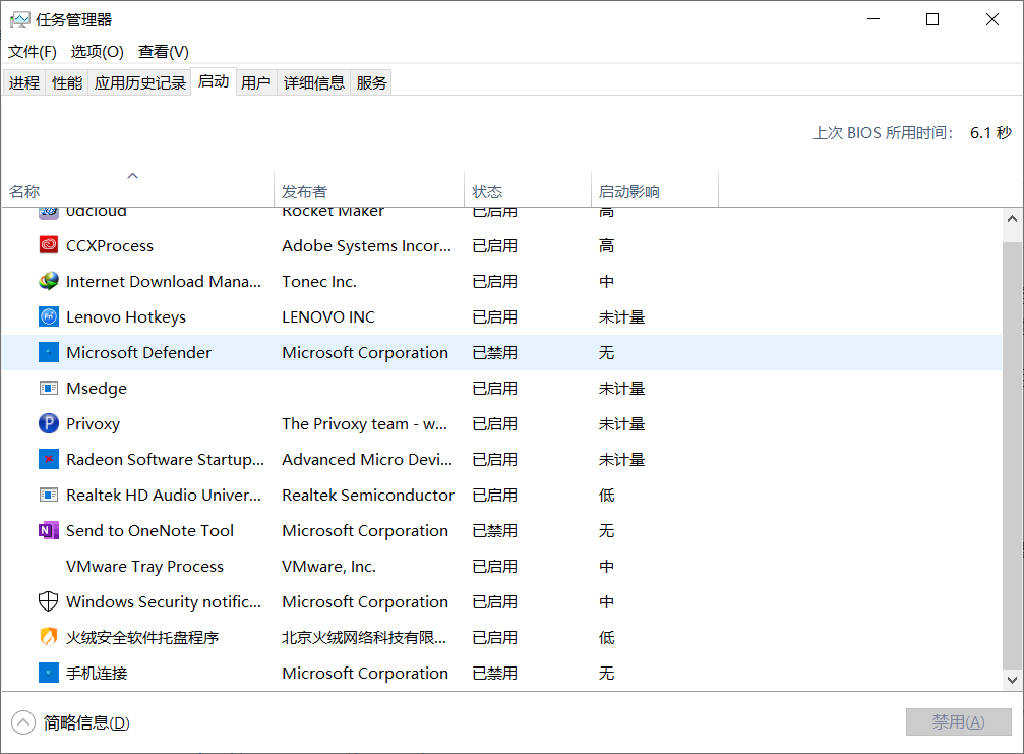 任务管理器
文件(F) 选项(O) 查看(V)
进程 性能 应用历史记录 启动 用户 详细信息 服务
上次 BIOS 所用时间: 6.1 秒
名称 发布者 状态 启动影响
0dcloud Rocket Maker 已启用 高
CCXProcess Adobe Systems Incor... 已启用 高
Internet Download Mana... Tonec Inc. 已启用 中
Lenovo Hotkeys LENOVO INC 已启用 未计量
Microsoft Defender Microsoft Corporation 已禁用 无
Msedge 已启用 未计量
Privoxy The Privoxy team - w... 已启用 未计量
Radeon Software Startup... Advanced Micro Devi... 已启用 未计量
Realtek HD Audio Univer... Realtek Semiconductor 已启用 低
Send to OneNote Tool Microsoft Corporation 已禁用 无
VMware Tray Process VMware, Inc. 已启用 中
Windows Security notific... Microsoft Corporation 已启用 中
火绒安全软件托盘程序 北京火绒网络科技有限... 已启用 低
手机连接 Microsoft Corporation 已禁用 无
简略信息(D) 禁用(A)